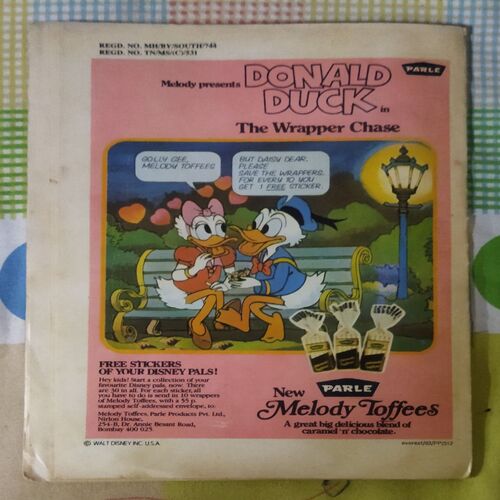 REGD. NO. MH/BY/SOUTH/744
REGD. NO. TN/MS/(C)/531
Melody presents
DONALD
DUCK in
PARLE
The Wrapper Chase
GOLLY GEE,
MELODY TOFFEES
BUT DAISY DEAR,
PLEASE
SAVE THE WRAPPERS.
FOR EVERY 10 YOU
GET 1 FREE STICKER.
FREE STICKERS
OF YOUR DISNEY PALS!
Hey kids! Start a collection of your
favourite Disney pals, now. There
are 30 in all. For each sticker, all
you have to do is send in 10 wrappers
of Melody Toffees, with a 55 p.
stamped self-addressed envelope, to:
Melody Toffees, Parle Products Pvt. Ltd.,
Nirlon House,
254-B, Dr. Annie Besant Road,
Bombay 400 025.
© WALT DISNEY INC. U.S.A.
New PARLE
Melody Toffees
A great big delicious blend of
caramel 'n' chocolate.